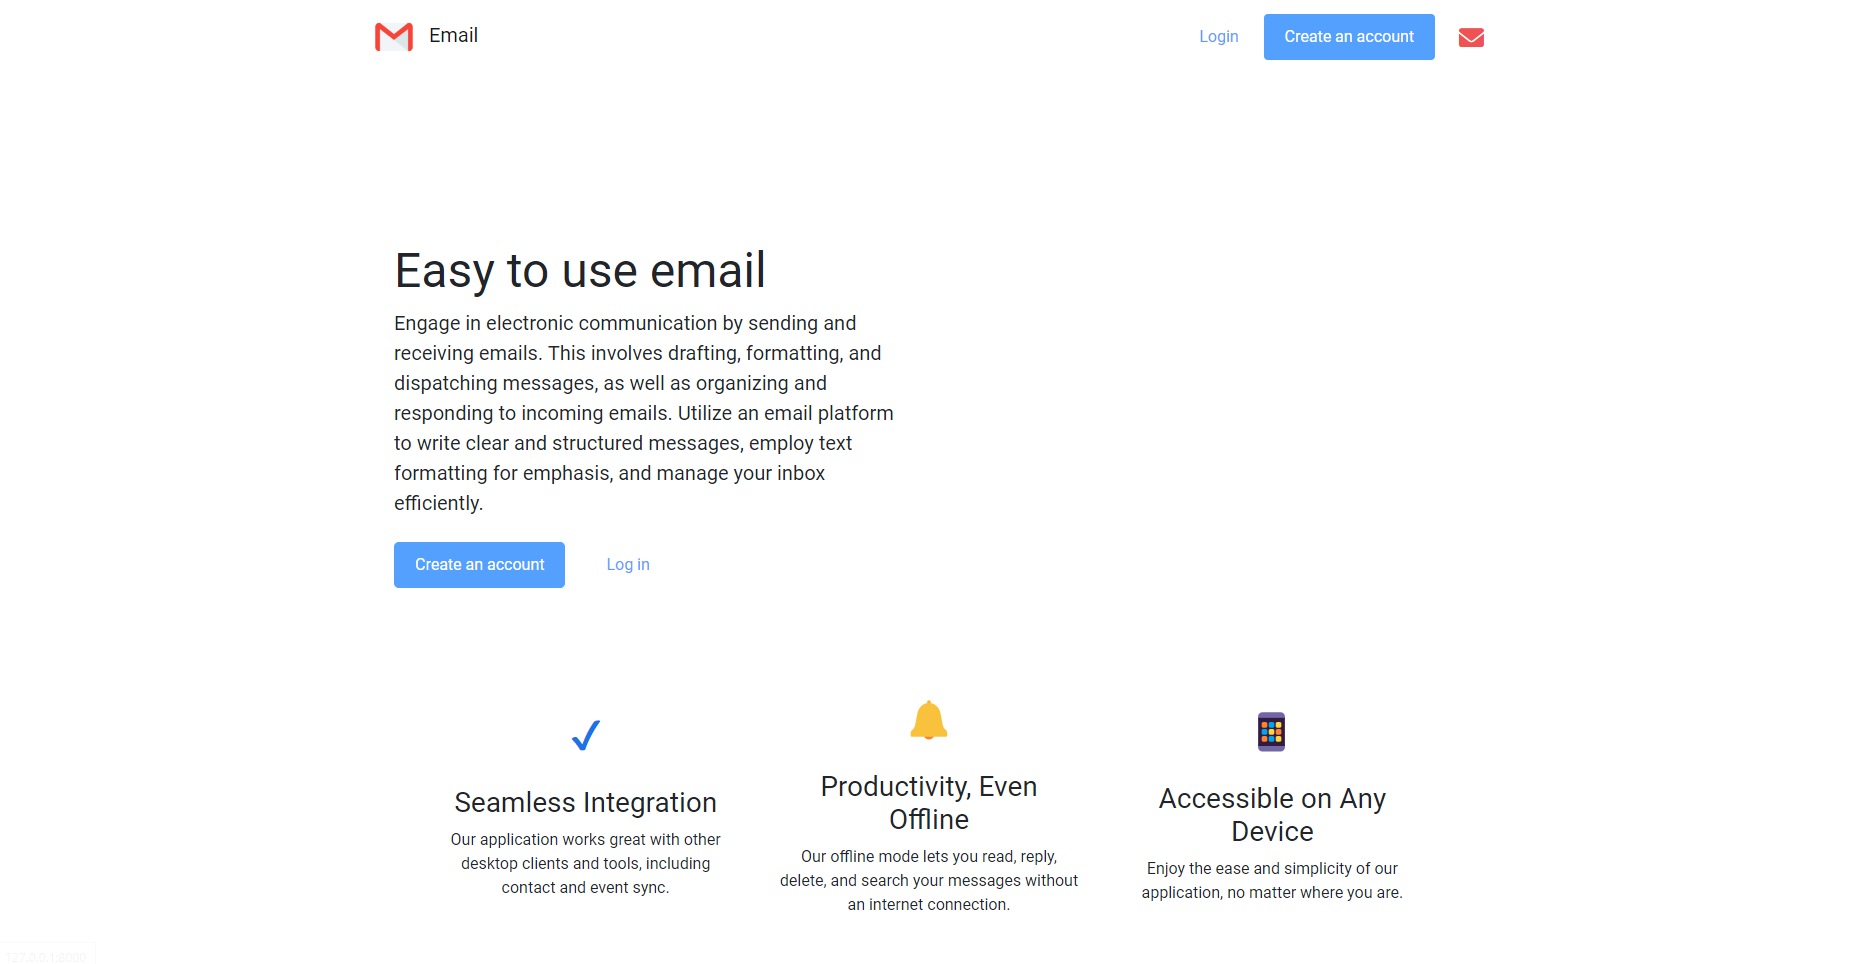 Email
Login
Create an account
Easy to use email
Engage in electronic communication by sending and
receiving emails. This involves drafting, formatting, and
dispatching messages, as well as organizing and
responding to incoming emails. Utilize an email platform
to write clear and structured messages, employ text
formatting for emphasis, and manage your inbox
efficiently.
Create an account
Log in
Seamless Integration
Our application works great with other
desktop clients and tools, including
contact and event sync.
Productivity, Even
Offline
Our offline mode lets you read, reply,
delete, and search your messages without
an internet connection.
Accessible on Any
Device
Enjoy the ease and simplicity of our
application, no matter where you are.
127.0.0.1:8000